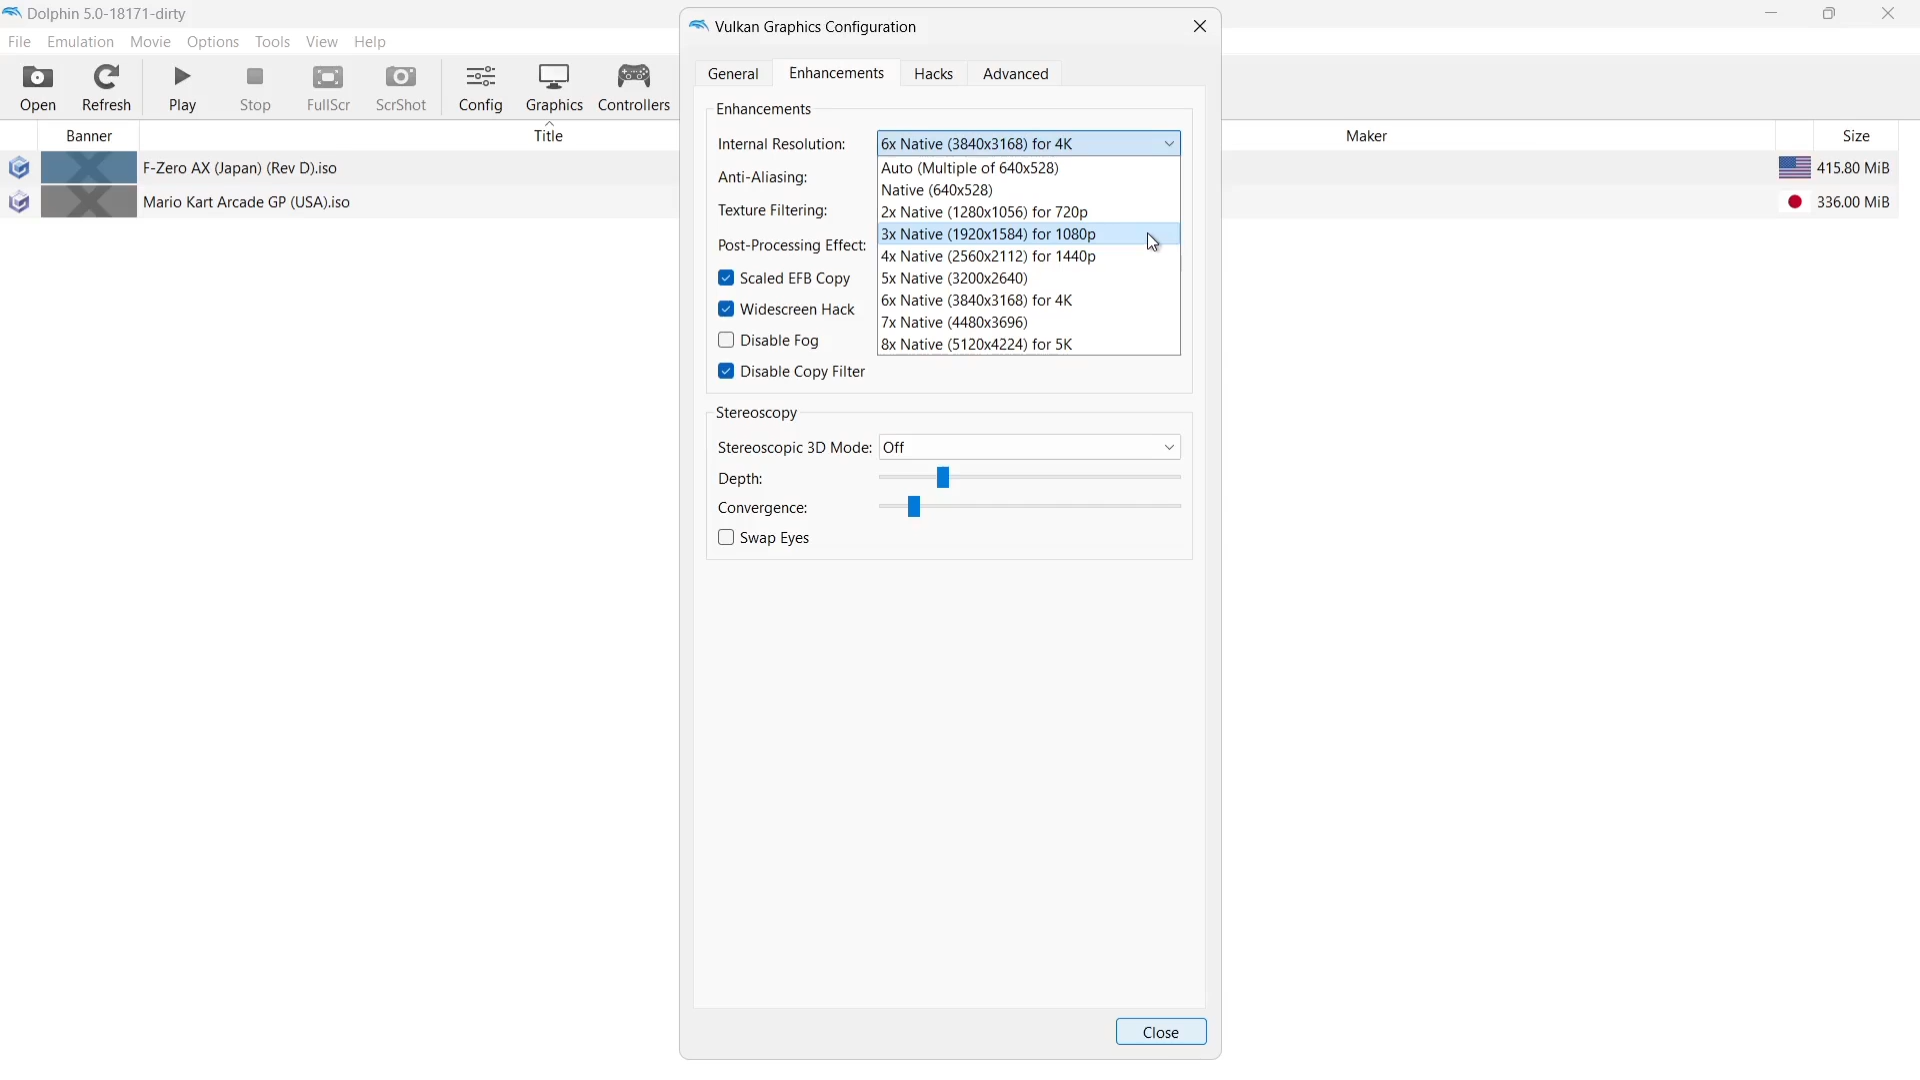 Dolphin 5.0-18171-dirty
File Emulation Movie Options Tools View Help
Open Refresh Play Stop FullScr ScrShot Config Graphics Controllers
Banner Title Maker Size
F-Zero AX (Japan) (Rev D).iso 415.80 MiB
Mario Kart Arcade GP (USA).iso 336.00 MiB
Vulkan Graphics Configuration
General Enhancements Hacks Advanced
Enhancements
Internal Resolution: 6x Native (3840x3168) for 4K
Auto (Multiple of 640x528)
Native (640x528)
2x Native (1280x1056) for 720p
3x Native (1920x1584) for 1080p
4x Native (2560x2112) for 1440p
5x Native (3200x2640)
6x Native (3840x3168) for 4K
7x Native (4480x3696)
8x Native (5120x4224) for 5K
Anti-Aliasing:
Texture Filtering:
Post-Processing Effect:
Scaled EFB Copy
Widescreen Hack
Disable Fog
Disable Copy Filter
Stereoscopy
Stereoscopic 3D Mode: Off
Depth:
Convergence:
Swap Eyes
Close